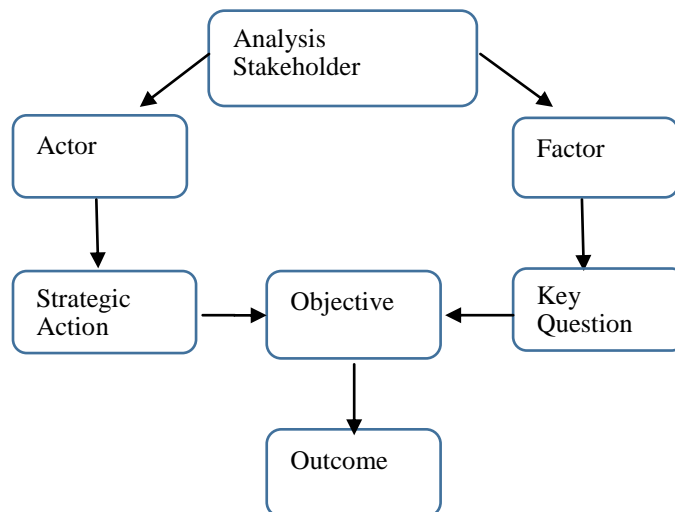 Analysis
Stakeholder
Actor
Factor
Strategic
Action
Objective
Key
Question
Outcome